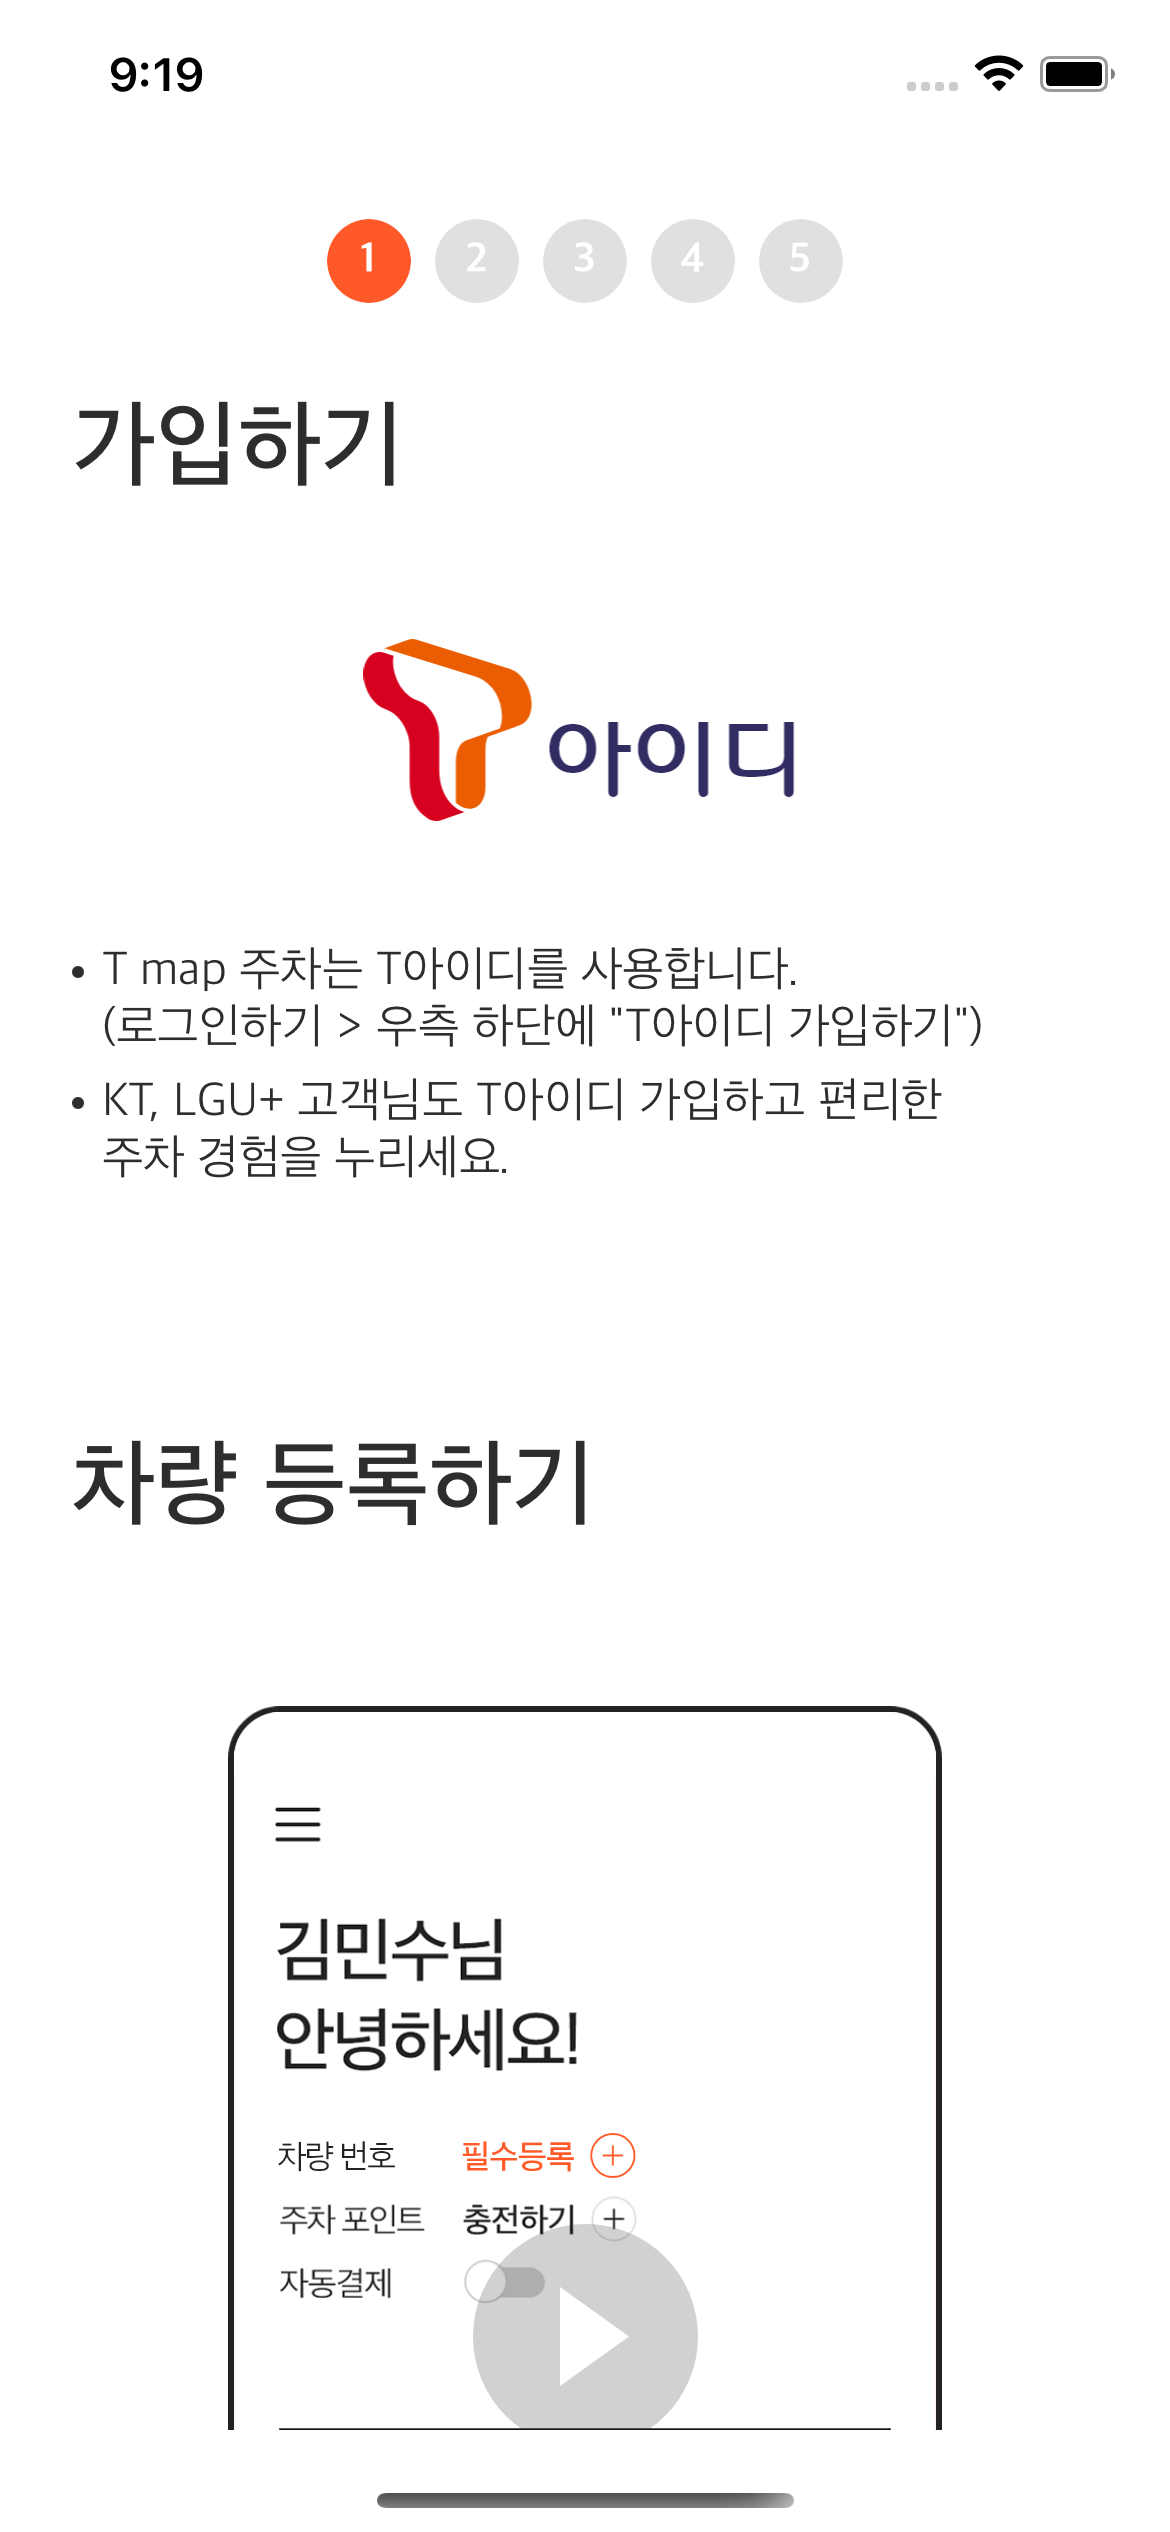 9:19
1 2 3 4 5
가입하기
아이디
• T map 주차는 T아이디를 사용합니다.
(로그인하기 > 우측 하단에 "T아이디 가입하기")
• KT, LGU+ 고객님도 T아이디 가입하고 편리한
주차 경험을 누리세요.
차량 등록하기
김민수님
안녕하세요!
차량 번호 필수등록
주차 포인트 충전하기
자동결제